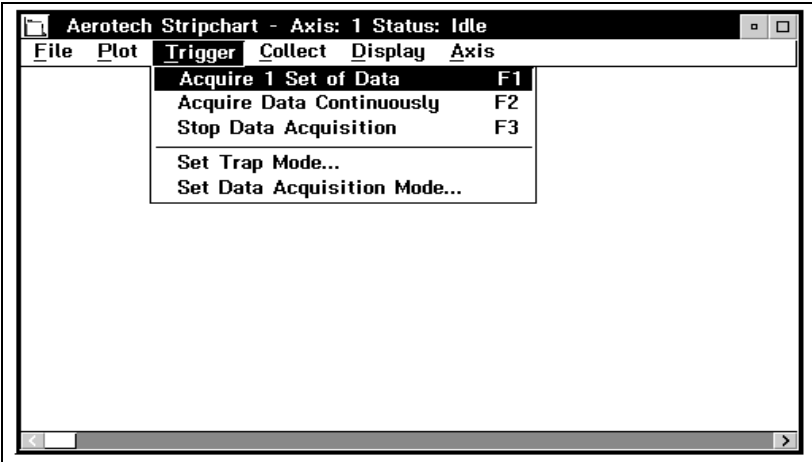 Aerotech Stripchart - Axis: 1 Status: Idle
File Plot Trigger Collect Display Axis
Acquire 1 Set of Data F1
Acquire Data Continuously F2
Stop Data Acquisition F3
Set Trap Mode...
Set Data Acquisition Mode...